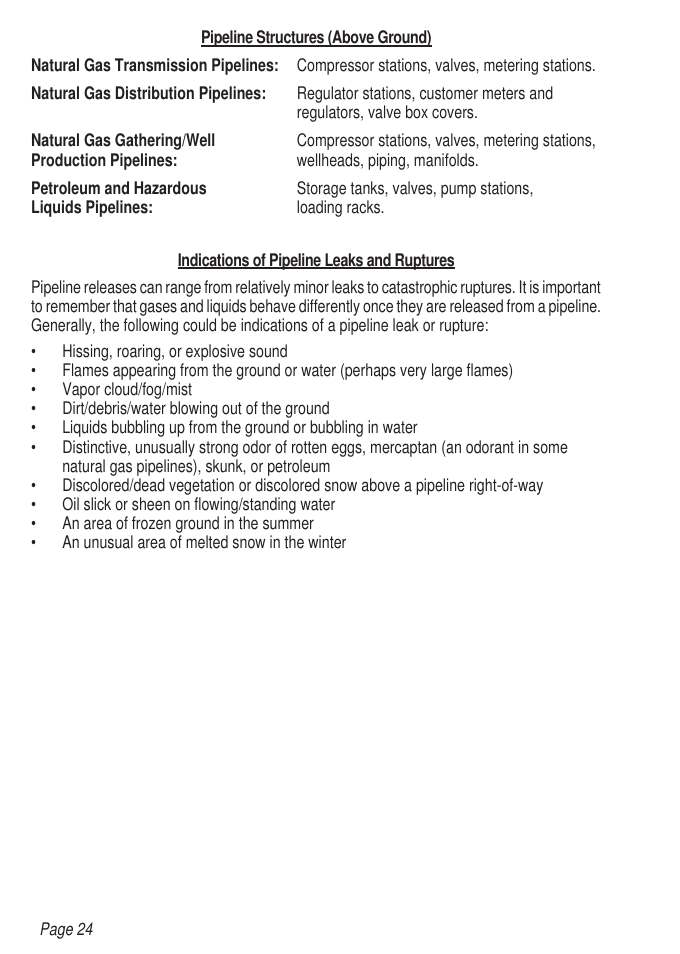 Pipeline Structures (Above Ground)
Natural Gas Transmission Pipelines: Compressor stations, valves, metering stations.
Natural Gas Distribution Pipelines: Regulator stations, customer meters and
regulators, valve box covers.
Natural Gas Gathering/Well Compressor stations, valves, metering stations,
Production Pipelines: wellheads, piping, manifolds.
Petroleum and Hazardous Storage tanks, valves, pump stations,
Liquids Pipelines: loading racks.
Indications of Pipeline Leaks and Ruptures
Pipeline releases can range from relatively minor leaks to catastrophic ruptures. It is important
to remember that gases and liquids behave differently once they are released from a pipeline.
Generally, the following could be indications of a pipeline leak or rupture:
• Hissing, roaring, or explosive sound
• Flames appearing from the ground or water (perhaps very large flames)
• Vapor cloud/fog/mist
• Dirt/debris/water blowing out of the ground
• Liquids bubbling up from the ground or bubbling in water
• Distinctive, unusually strong odor of rotten eggs, mercaptan (an odorant in some
natural gas pipelines), skunk, or petroleum
• Discolored/dead vegetation or discolored snow above a pipeline right-of-way
• Oil slick or sheen on flowing/standing water
• An area of frozen ground in the summer
• An unusual area of melted snow in the winter
Page 24